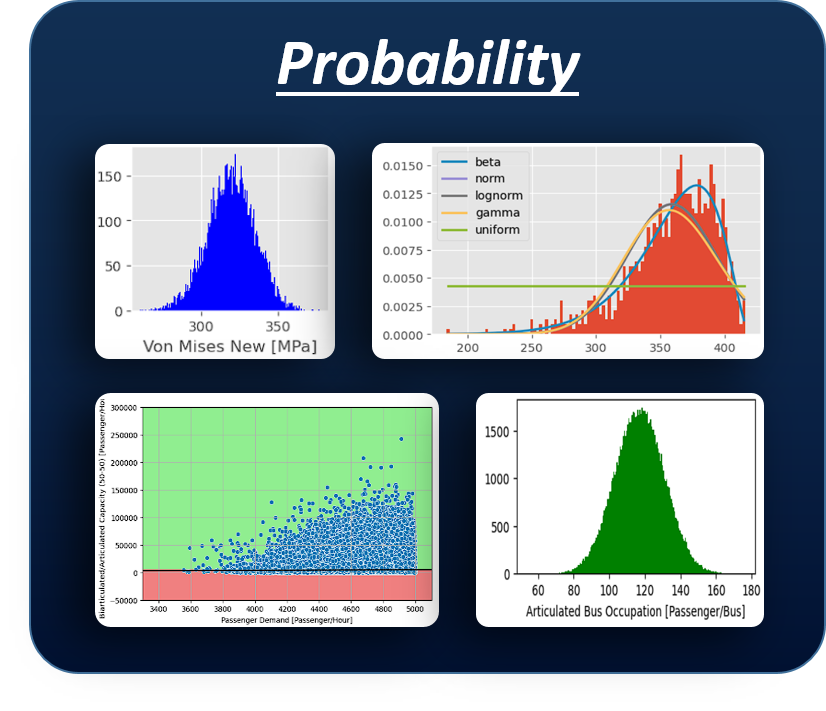 Probability
150
100
50
0
300 350
Von Mises New [MPa]
0.0150
0.0125
0.0100
0.0075
0.0050
0.0025
0.0000
beta
norm
lognorm
gamma
uniform
200 250 300 350 400
Biarticulated/Articulated Capacity (50-50) [Passenger/Ho
300000
250000
200000
150000
100000
50000
0
−50000
3400 3600 3800 4000 4200 4400 4600 4800 5000
Passenger Demand [Passenger/Hour]
1500
1000
500
0
60 80 100 120 140 160 180
Articulated Bus Occupation [Passenger/Bus]